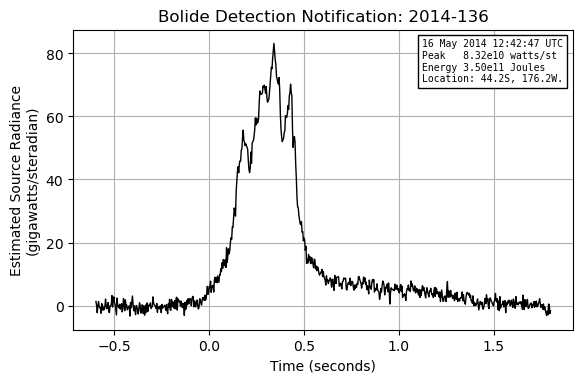 Bolide Detection Notification: 2014-136
16 May 2014 12:42:47 UTC
Peak   8.32e10 watts/st
Energy 3.50e11 Joules
Location: 44.2S, 176.2W.
Estimated Source Radiance
(gigawatts/steradian)
80
60
40
20
0
−0.5 0.0 0.5 1.0 1.5
Time (seconds)